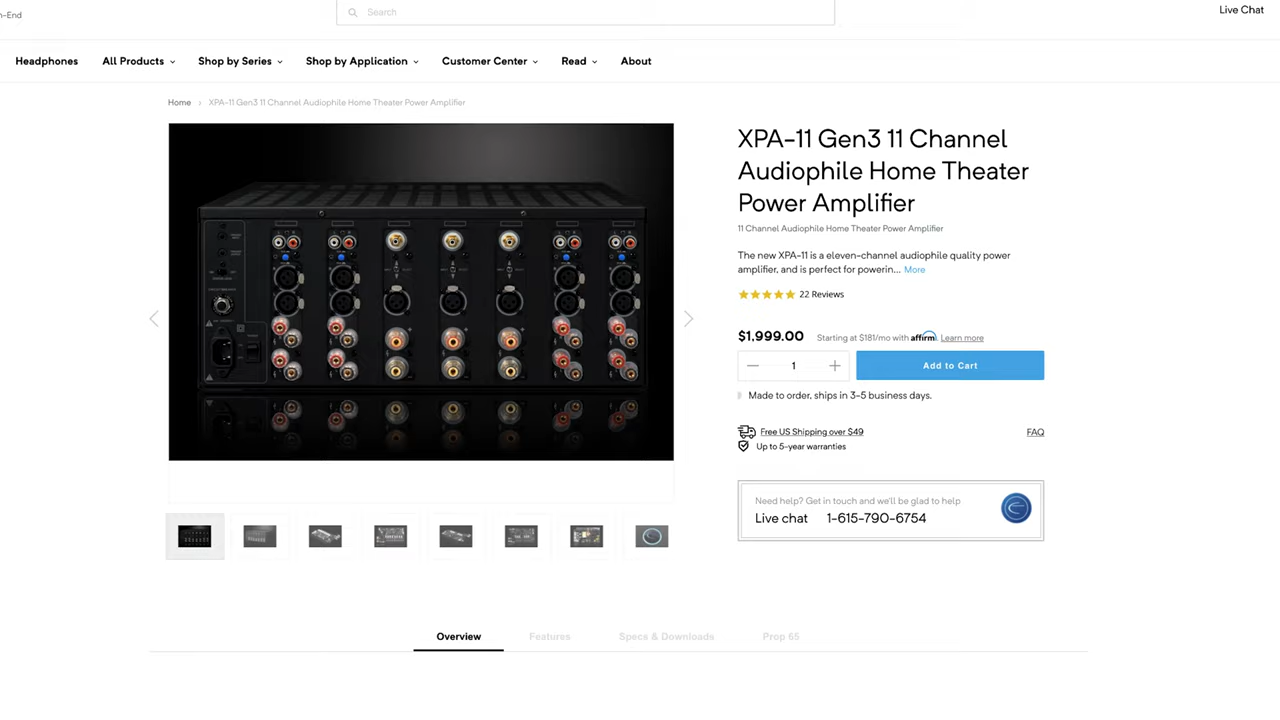 n-End
Search
Live Chat
Headphones
All Products
Shop by Series
Shop by Application
Customer Center
Read
About
Home › XPA-11 Gen3 11 Channel Audiophile Home Theater Power Amplifier
XPA-11 Gen3 11 Channel
Audiophile Home Theater
Power Amplifier
11 Channel Audiophile Home Theater Power Amplifier
The new XPA-11 is a eleven-channel audiophile quality power
amplifier, and is perfect for powerin... More
22 Reviews
$1,999.00 Starting at $181/mo with affirm. Learn more
1
Add to Cart
Made to order, ships in 3-5 business days.
Free US Shipping over $49
FAQ
Up to 5-year warranties
Need help? Get in touch and we'll be glad to help
Live chat 1-615-790-6754
Overview
Features
Specs & Downloads
Prop 65